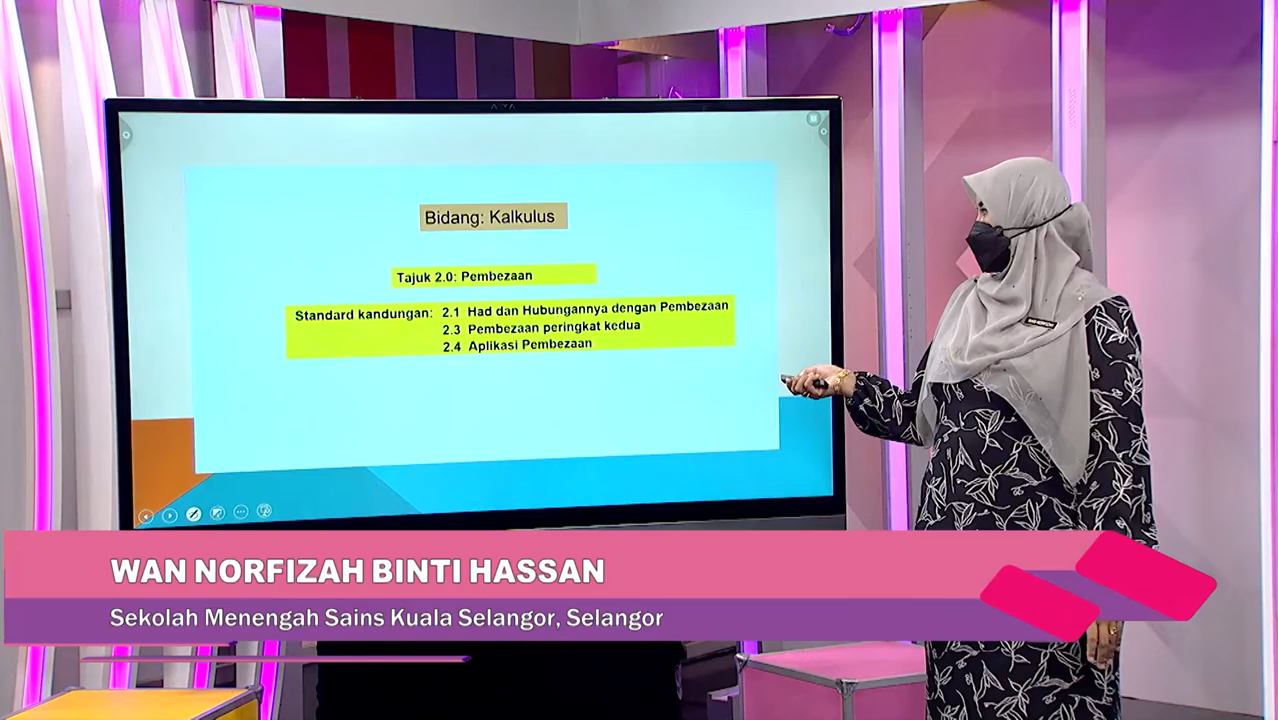 Bidang: Kalkulus
Tajuk 2.0: Pembezaan
Standard kandungan: 2.1 Had dan Hubungannya dengan Pembezaan
2.3 Pembezaan peringkat kedua
2.4 Aplikasi Pembezaan
WAN NORFIZAH BINTI HASSAN
Sekolah Menengah Sains Kuala Selangor, Selangor